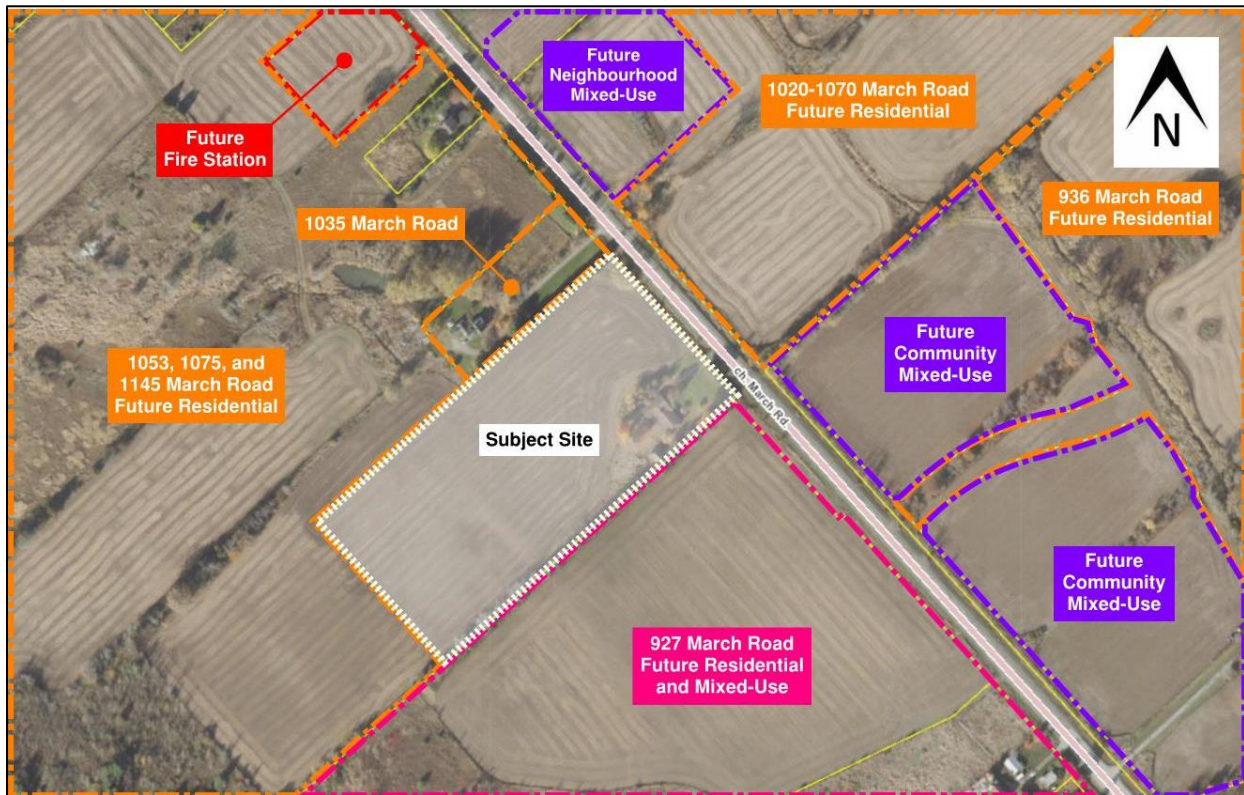 Future
Neighbourhood
Mixed-Use
1020-1070 March Road
Future Residential
N
Future
Fire Station
936 March Road
Future Residential
1035 March Road
1053, 1075, and
1145 March Road
Future Residential
Future
Community
Mixed-Use
ch. March Rd.
Subject Site
Future
Community
Mixed-Use
927 March Road
Future Residential
and Mixed-Use